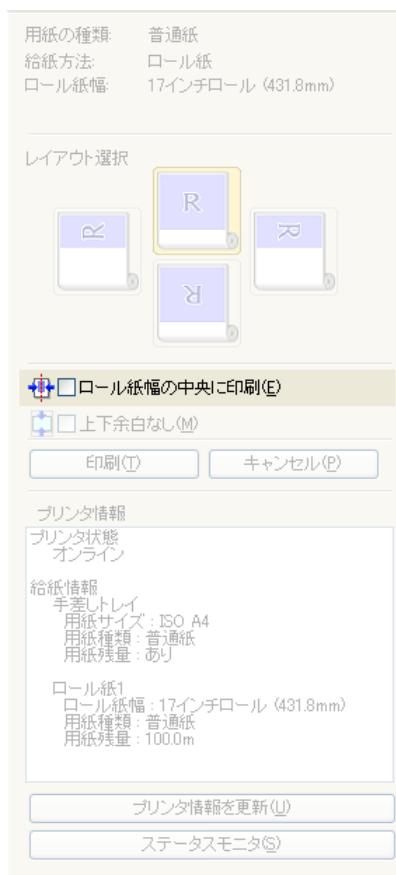 用紙の種類: 普通紙
給紙方法: ロール紙
ロール紙幅: 17インチロール (431.8mm)
レイアウト選択
R
R
R
R
ロール紙幅の中央に印刷(E)
上下余白なし(M)
印刷(T) キャンセル(P)
プリンタ情報
プリンタ状態
オンライン
給紙情報
手差しトレイ
用紙サイズ : ISO A4
用紙種類 : 普通紙
用紙残量 : あり
ロール紙1
ロール紙幅 : 17インチロール (431.8mm)
用紙種類 : 普通紙
用紙残量 : 100.0m
プリンタ情報を更新(U)
ステータスモニタ(S)